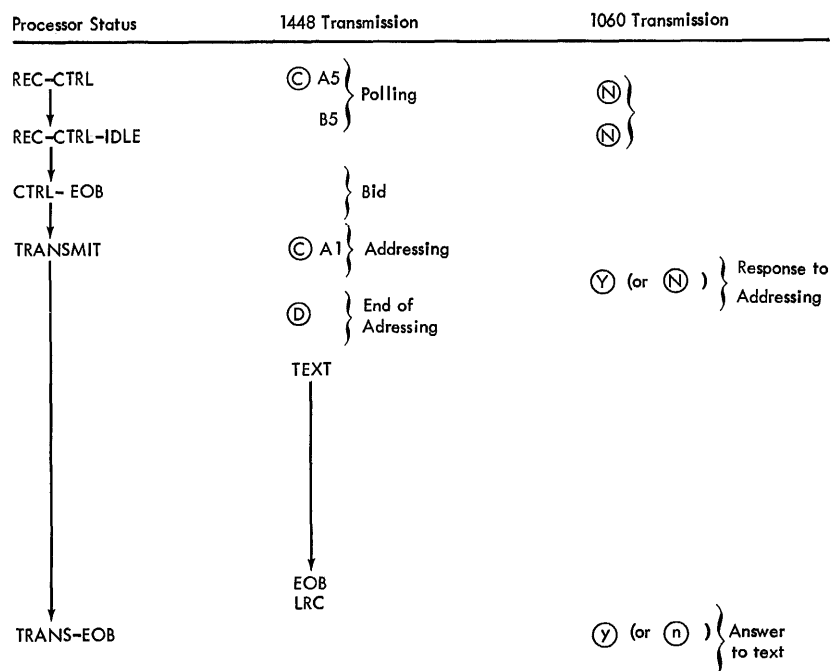 Processor Status 1448 Transmission 1060 Transmission
REC-CTRL Ⓒ A5 Polling Ⓝ
B5
REC-CTRL-IDLE Ⓝ
CTRL-EOB Bid
TRANSMIT Ⓒ A1 Addressing
Ⓨ (or Ⓝ ) Response to
Addressing
Ⓓ End of
Adressing
TEXT
EOB
LRC
TRANS-EOB ⓨ (or ⓝ ) Answer
to text